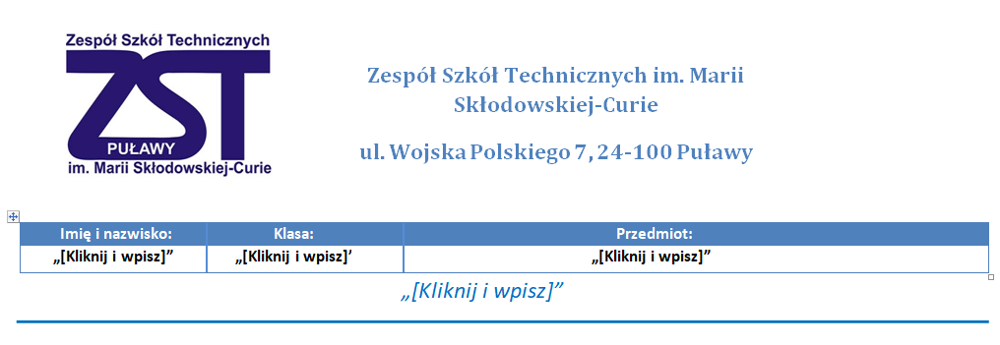 Zespół Szkół Technicznych
ZST
PUŁAWY
im. Marii Skłodowskiej-Curie
Zespół Szkół Technicznych im. Marii
Skłodowskiej-Curie
ul. Wojska Polskiego 7, 24-100 Puławy
Imię i nazwisko: Klasa: Przedmiot:
„[Kliknij i wpisz]” „[Kliknij i wpisz]’ „[Kliknij i wpisz]”
„[Kliknij i wpisz]”